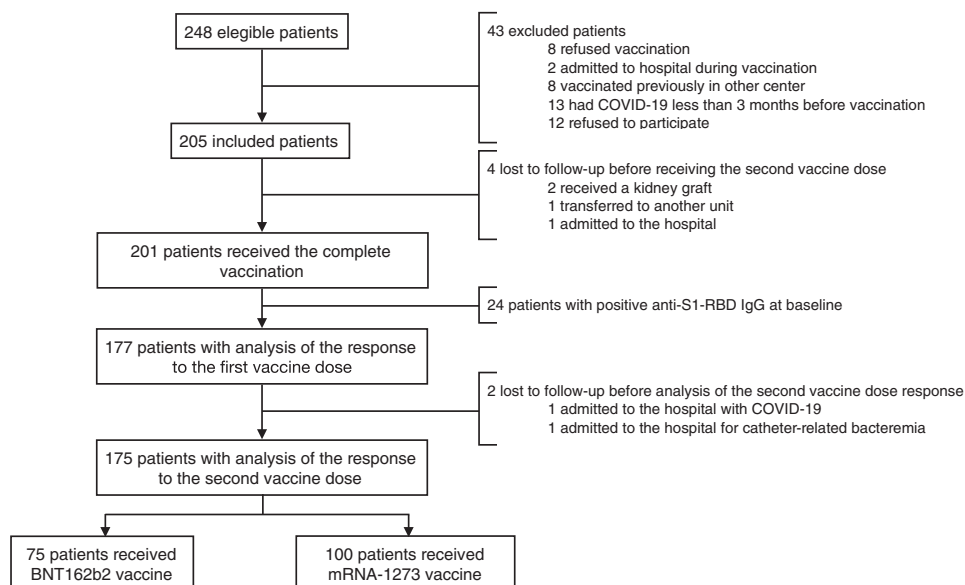 248 elegible patients
43 excluded patients
8 refused vaccination
2 admitted to hospital during vaccination
8 vaccinated previously in other center
13 had COVID-19 less than 3 months before vaccination
12 refused to participate
205 included patients
4 lost to follow-up before receiving the second vaccine dose
2 received a kidney graft
1 transferred to another unit
1 admitted to the hospital
201 patients received the complete
vaccination
24 patients with positive anti-S1-RBD IgG at baseline
177 patients with analysis of the response
to the first vaccine dose
2 lost to follow-up before analysis of the second vaccine dose response
1 admitted to the hospital with COVID-19
1 admitted to the hospital for catheter-related bacteremia
175 patients with analysis of the response
to the second vaccine dose
75 patients received
BNT162b2 vaccine
100 patients received
mRNA-1273 vaccine